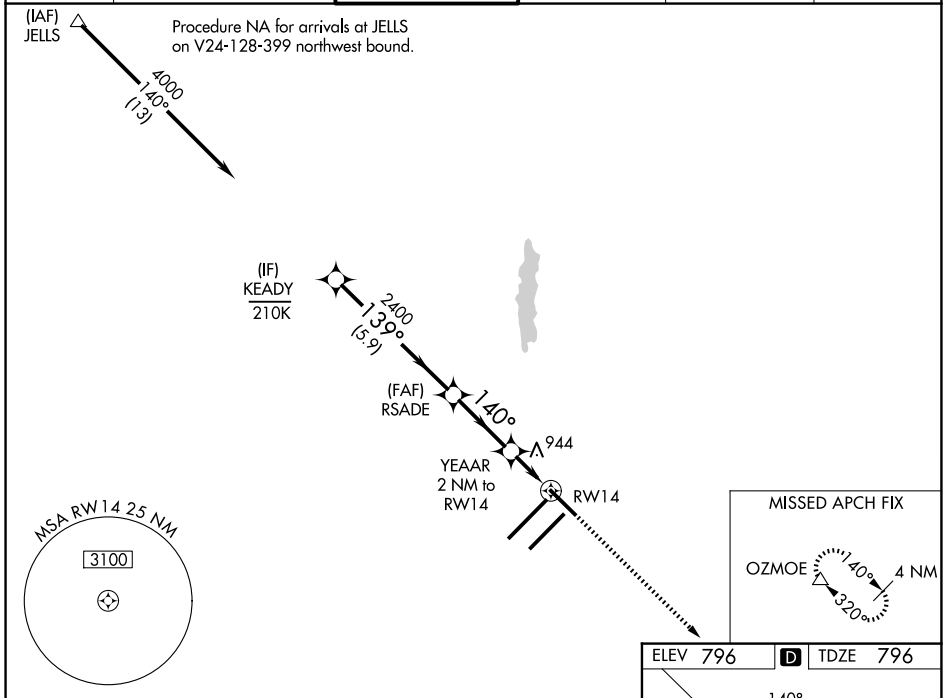 (IAF)
JELLS
Procedure NA for arrivals at JELLS
on V24-128-399 northwest bound.
4000
140°
(13)
(IF)
KEADY
210K
2400
139°
(5.9)
(FAF)
RSADE
140°
944
YEAAR
2 NM to
RW14
RW14
MSA RW14 25 NM
3100
MISSED APCH FIX
OZMOE
140°
4 NM
320°
ELEV 796
D
TDZE 796
140°